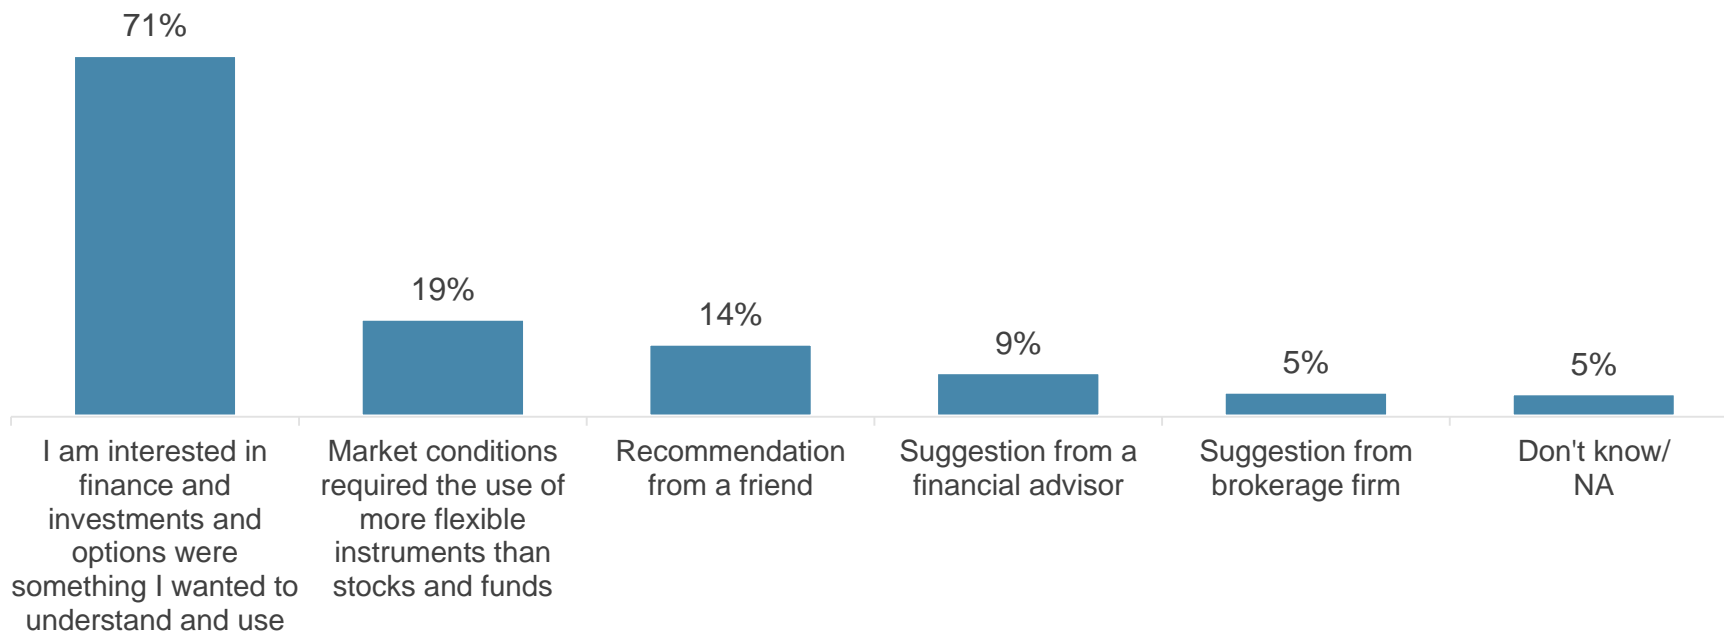 71%
19%
14%
9%
5%
5%
I am interested in
finance and
investments and
options were
something I wanted to
understand and use
Market conditions
required the use of
more flexible
instruments than
stocks and funds
Recommendation
from a friend
Suggestion from a
financial advisor
Suggestion from
brokerage firm
Don't know/
NA